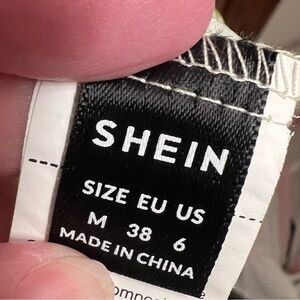 SHEIN
SIZE EU US
M 38 6
MADE IN CHINA